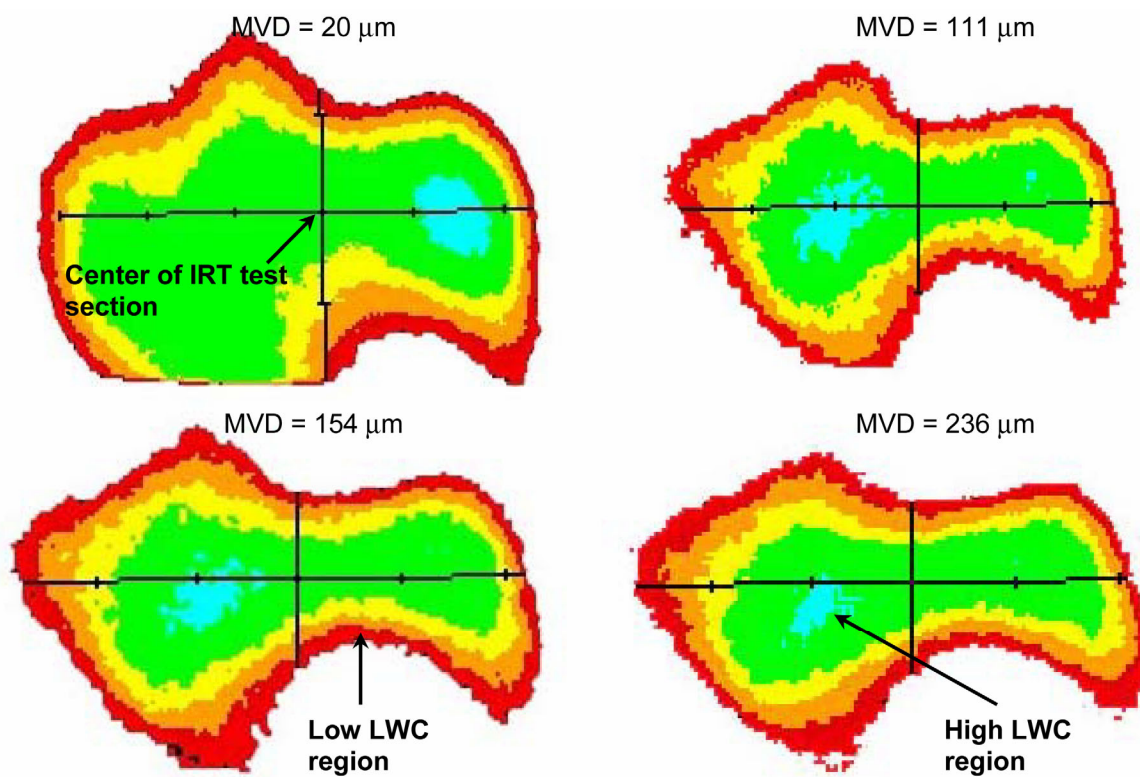 MVD = 20 μm
MVD = 111 μm
Center of IRT test
section
MVD = 154 μm
MVD = 236 μm
Low LWC
region
High LWC
region